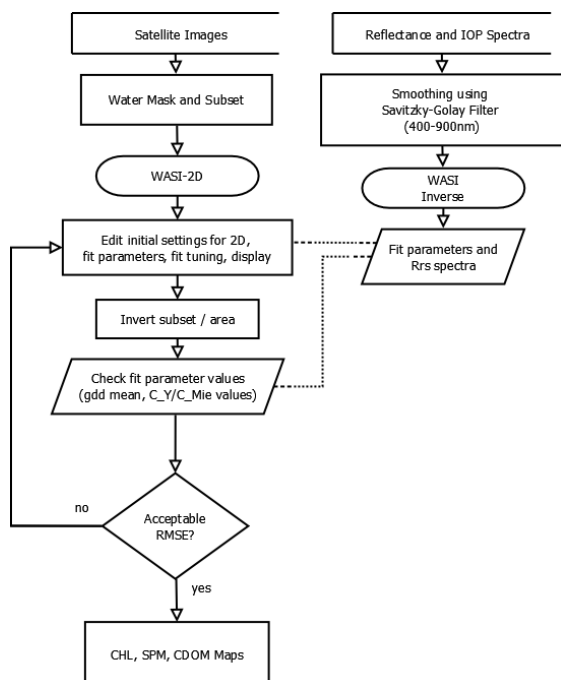 Satellite Images
Water Mask and Subset
WASI-2D
Edit initial settings for 2D,
fit parameters, fit tuning, display
Invert subset / area
Check fit parameter values
(gdd mean, C_Y/C_Mie values)
no
Acceptable
RMSE?
yes
CHL, SPM, CDOM Maps
Reflectance and IOP Spectra
Smoothing using
Savitzky-Golay Filter
(400-900nm)
WASI
Inverse
Fit parameters and
Rrs spectra